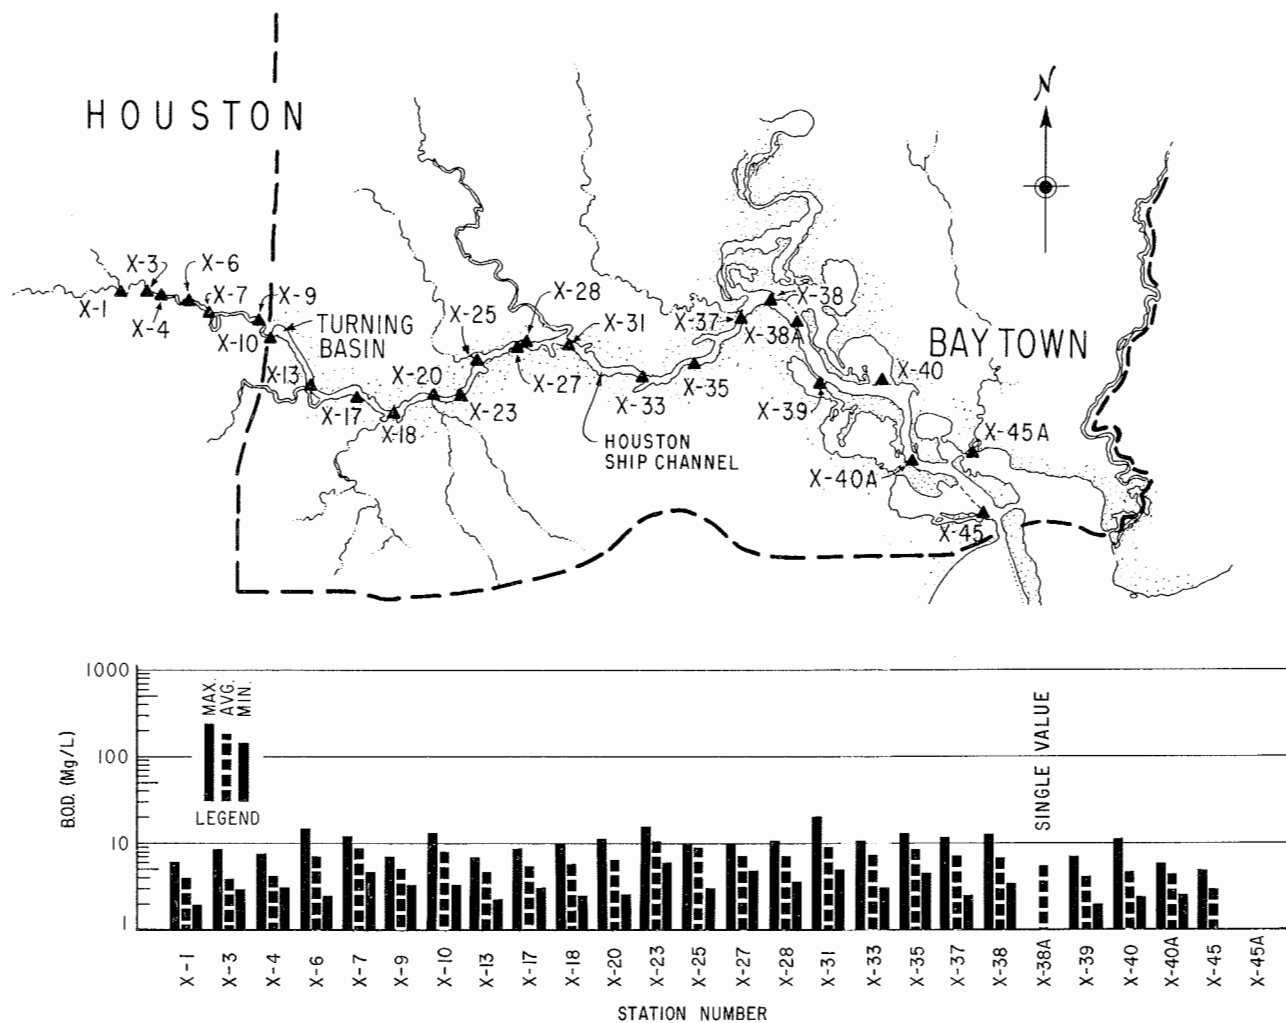 HOUSTON
N
X-1
X-3
X-4
X-6
X-7
X-9
X-10
TURNING
BASIN
X-13
X-17
X-18
X-20
X-23
X-25
X-27
X-28
X-31
X-33
HOUSTON
SHIP CHANNEL
X-35
X-37
X-38
X-38A
X-39
BAYTOWN
X-40
X-40A
X-45A
X-45
B.O.D. (Mg/L)
1000
100
10
1
MAX.
AVG.
MIN.
LEGEND
SINGLE VALUE
X-1
X-3
X-4
X-6
X-7
X-9
X-10
X-13
X-17
X-18
X-20
X-23
X-25
X-27
X-28
X-31
X-33
X-35
X-37
X-38
X-38A
X-39
X-40
X-40A
X-45
X-45A
STATION NUMBER